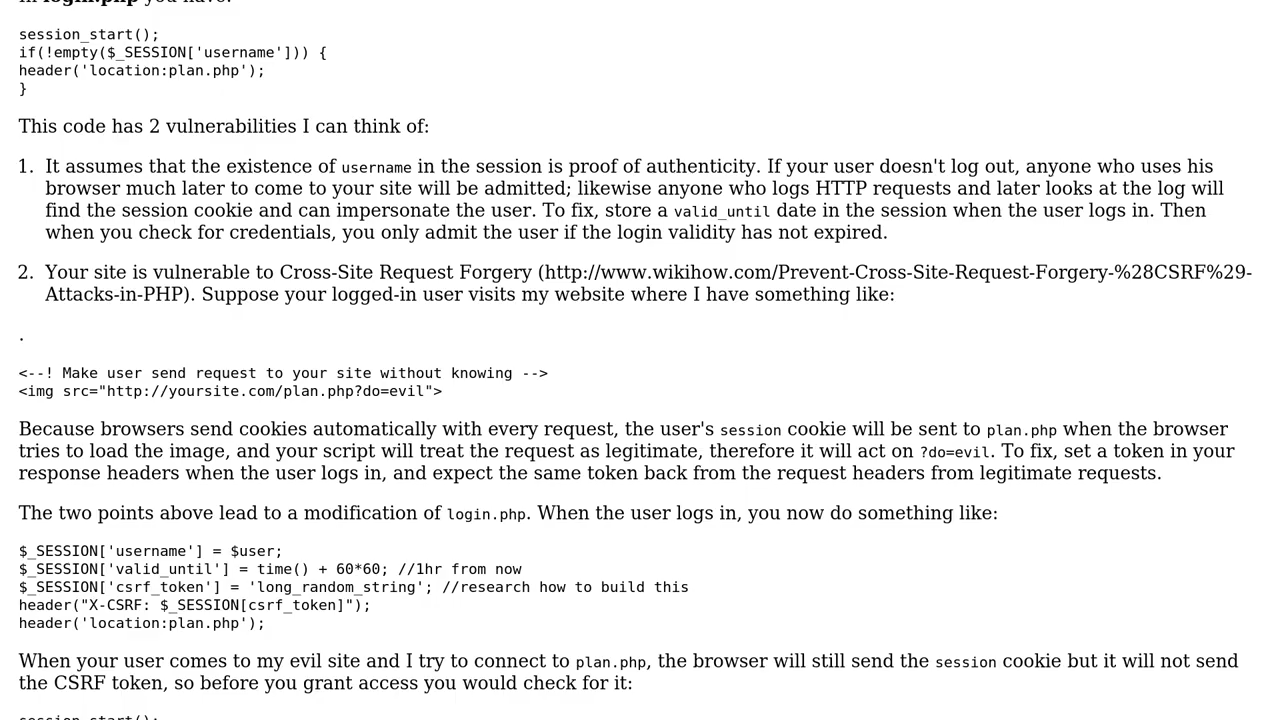 in login.php you have:
session_start();
if(!empty($_SESSION['username'])) {
header('location:plan.php');
}
This code has 2 vulnerabilities I can think of:
1. It assumes that the existence of username in the session is proof of authenticity. If your user doesn't log out, anyone who uses his
browser much later to come to your site will be admitted; likewise anyone who logs HTTP requests and later looks at the log will
find the session cookie and can impersonate the user. To fix, store a valid_until date in the session when the user logs in. Then
when you check for credentials, you only admit the user if the login validity has not expired.
2. Your site is vulnerable to Cross-Site Request Forgery (http://www.wikihow.com/Prevent-Cross-Site-Request-Forgery-%28CSRF%29-
Attacks-in-PHP). Suppose your logged-in user visits my website where I have something like:
.
<--! Make user send request to your site without knowing -->
<img src="http://yoursite.com/plan.php?do=evil">
Because browsers send cookies automatically with every request, the user's session cookie will be sent to plan.php when the browser
tries to load the image, and your script will treat the request as legitimate, therefore it will act on ?do=evil. To fix, set a token in your
response headers when the user logs in, and expect the same token back from the request headers from legitimate requests.
The two points above lead to a modification of login.php. When the user logs in, you now do something like:
$_SESSION['username'] = $user;
$_SESSION['valid_until'] = time() + 60*60; //1hr from now
$_SESSION['csrf_token'] = 'long_random_string'; //research how to build this
header("X-CSRF: $_SESSION[csrf_token]");
header('location:plan.php');
When your user comes to my evil site and I try to connect to plan.php, the browser will still send the session cookie but it will not send
the CSRF token, so before you grant access you would check for it:
session_start();